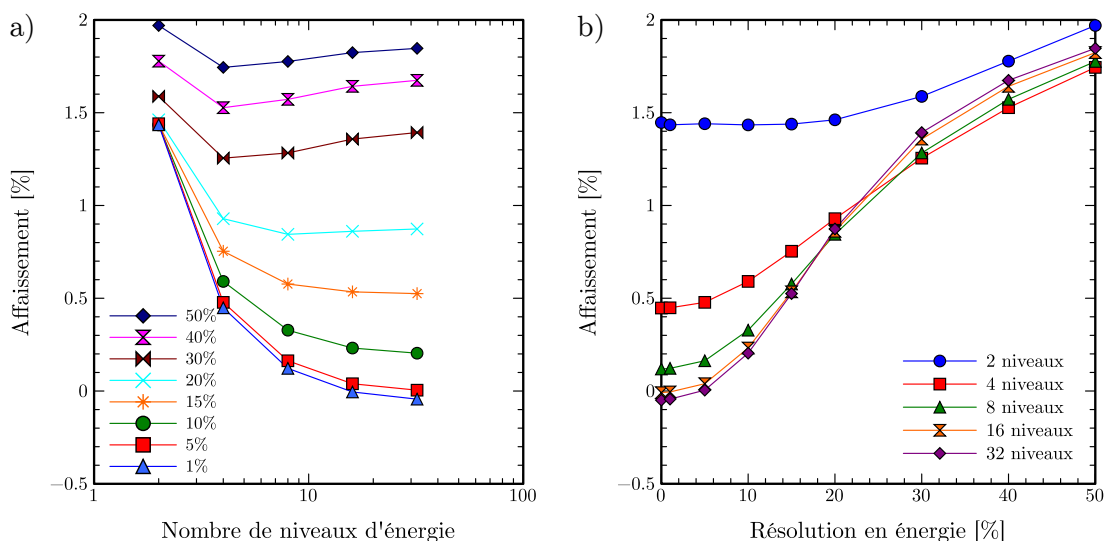 a)
Affaissement [%]
2
1.5
1
0.5
0
−0.5
50%
40%
30%
20%
15%
10%
5%
1%
1
10
100
Nombre de niveaux d'énergie
b)
Affaissement [%]
2
1.5
1
0.5
0
−0.5
2 niveaux
4 niveaux
8 niveaux
16 niveaux
32 niveaux
0
10
20
30
40
50
Résolution en énergie [%]